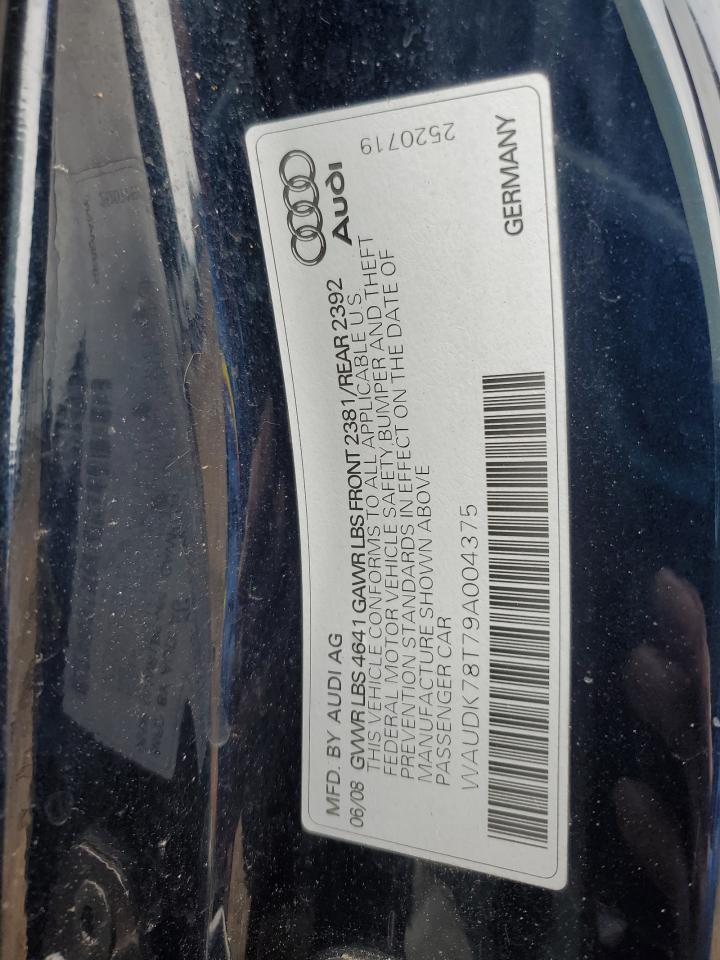 MFD. BY AUDI AG
06/08 GVWR LBS 4641 GAWR LBS FRONT 2381/REAR 2392
THIS VEHICLE CONFORMS TO ALL APPLICABLE U S
FEDERAL MOTOR VEHICLE SAFETY, BUMPER AND THEFT
PREVENTION STANDARDS IN EFFECT ON THE DATE OF
MANUFACTURE SHOWN ABOVE
PASSENGER CAR
WAUDK78T79A004375
Audi
2520719
GERMANY